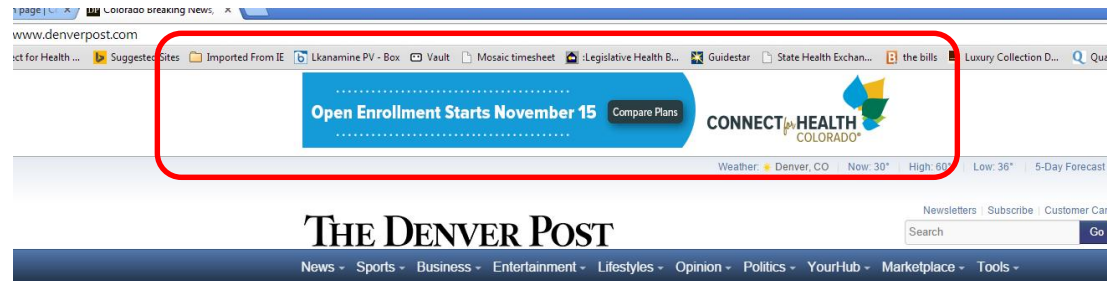 page | C
Colorado Breaking News,
www.denverpost.com
ect for Health ... Suggested Sites Imported From IE Lkanamine PV - Box Vault Mosaic timesheet :Legislative Health B... Guidestar State Health Exchan... the bills Luxury Collection D... Qua
Open Enrollment Starts November 15 Compare Plans
CONNECT for HEALTH
COLORADO
Weather: Denver, CO Now: 30° High: 60° Low: 36° 5-Day Forecast
Newsletters Subscribe Customer Car
THE DENVER POST
Search Go
News Sports Business Entertainment Lifestyles Opinion Politics YourHub Marketplace Tools